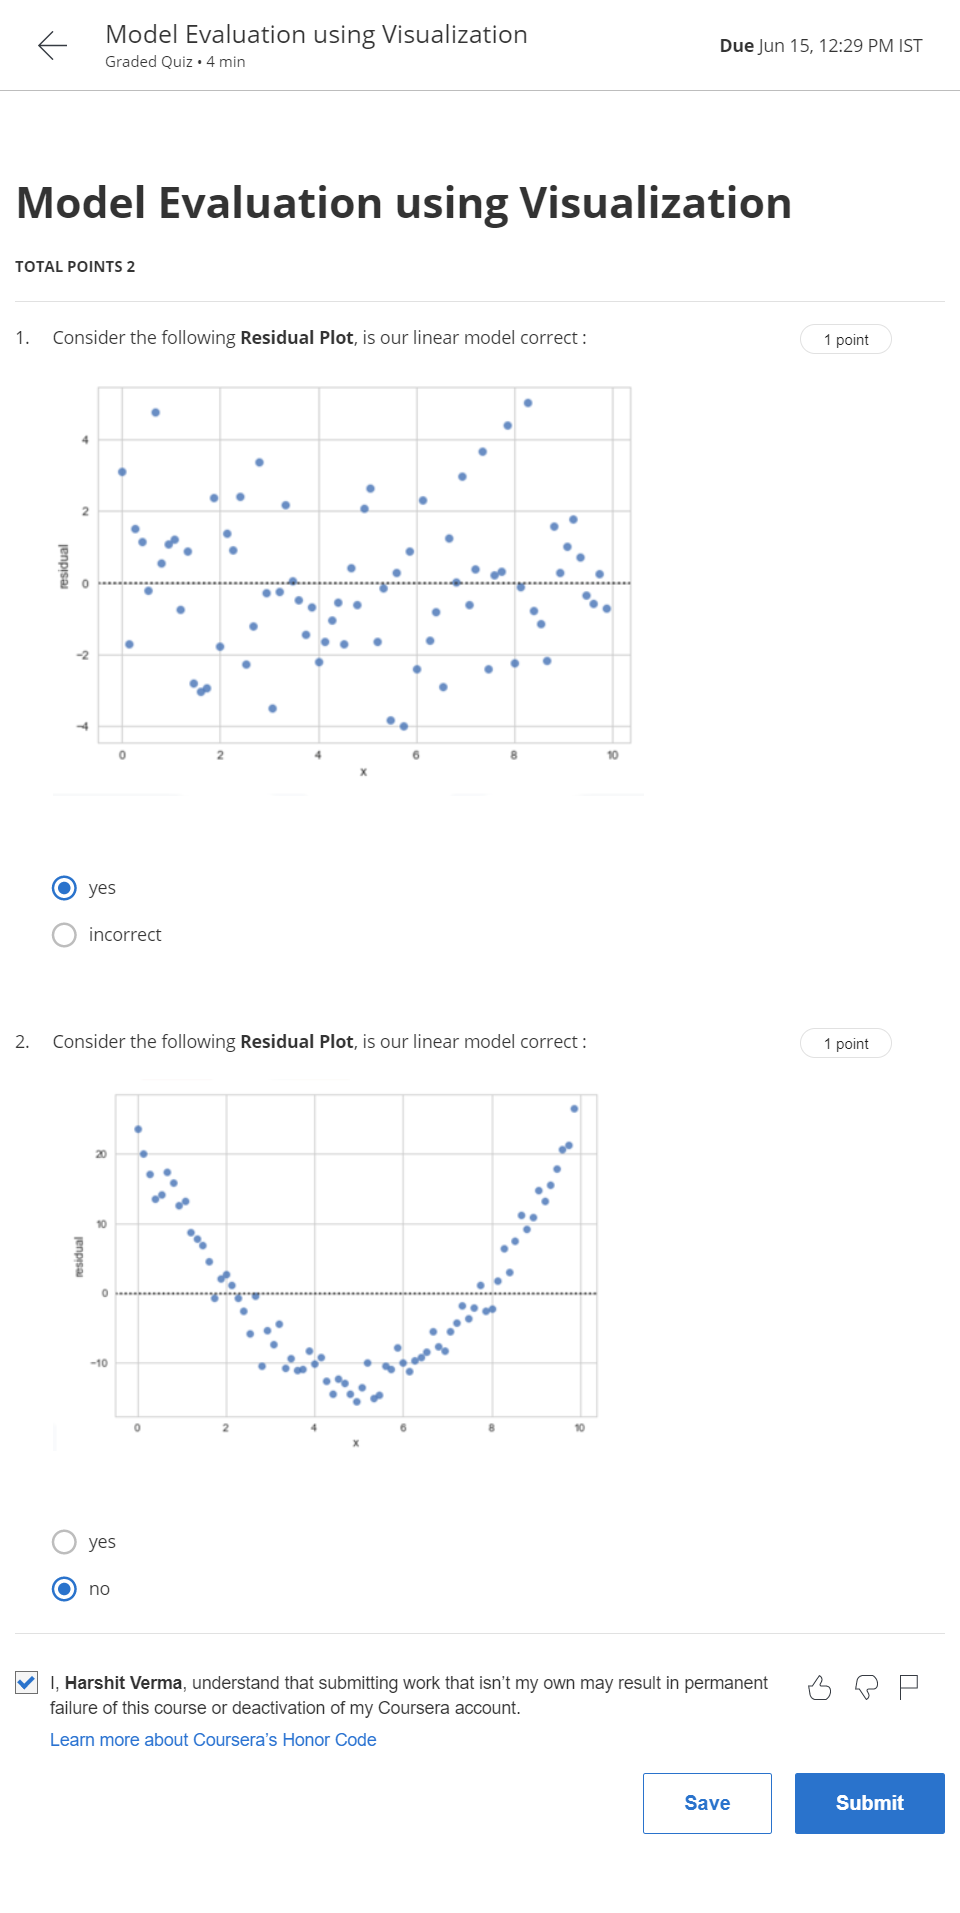 Model Evaluation using Visualization
Graded Quiz • 4 min
Due Jun 15, 12:29 PM IST
Model Evaluation using Visualization
TOTAL POINTS 2
1. Consider the following Residual Plot, is our linear model correct :
1 point
4
2
0
−2
−4
residual
0 2 4 6 8 10
x
yes
incorrect
2. Consider the following Residual Plot, is our linear model correct :
1 point
20
10
0
−10
residual
0 2 4 6 8 10
x
yes
no
I, Harshit Verma, understand that submitting work that isn’t my own may result in permanent
failure of this course or deactivation of my Coursera account.
Learn more about Coursera’s Honor Code
Save
Submit